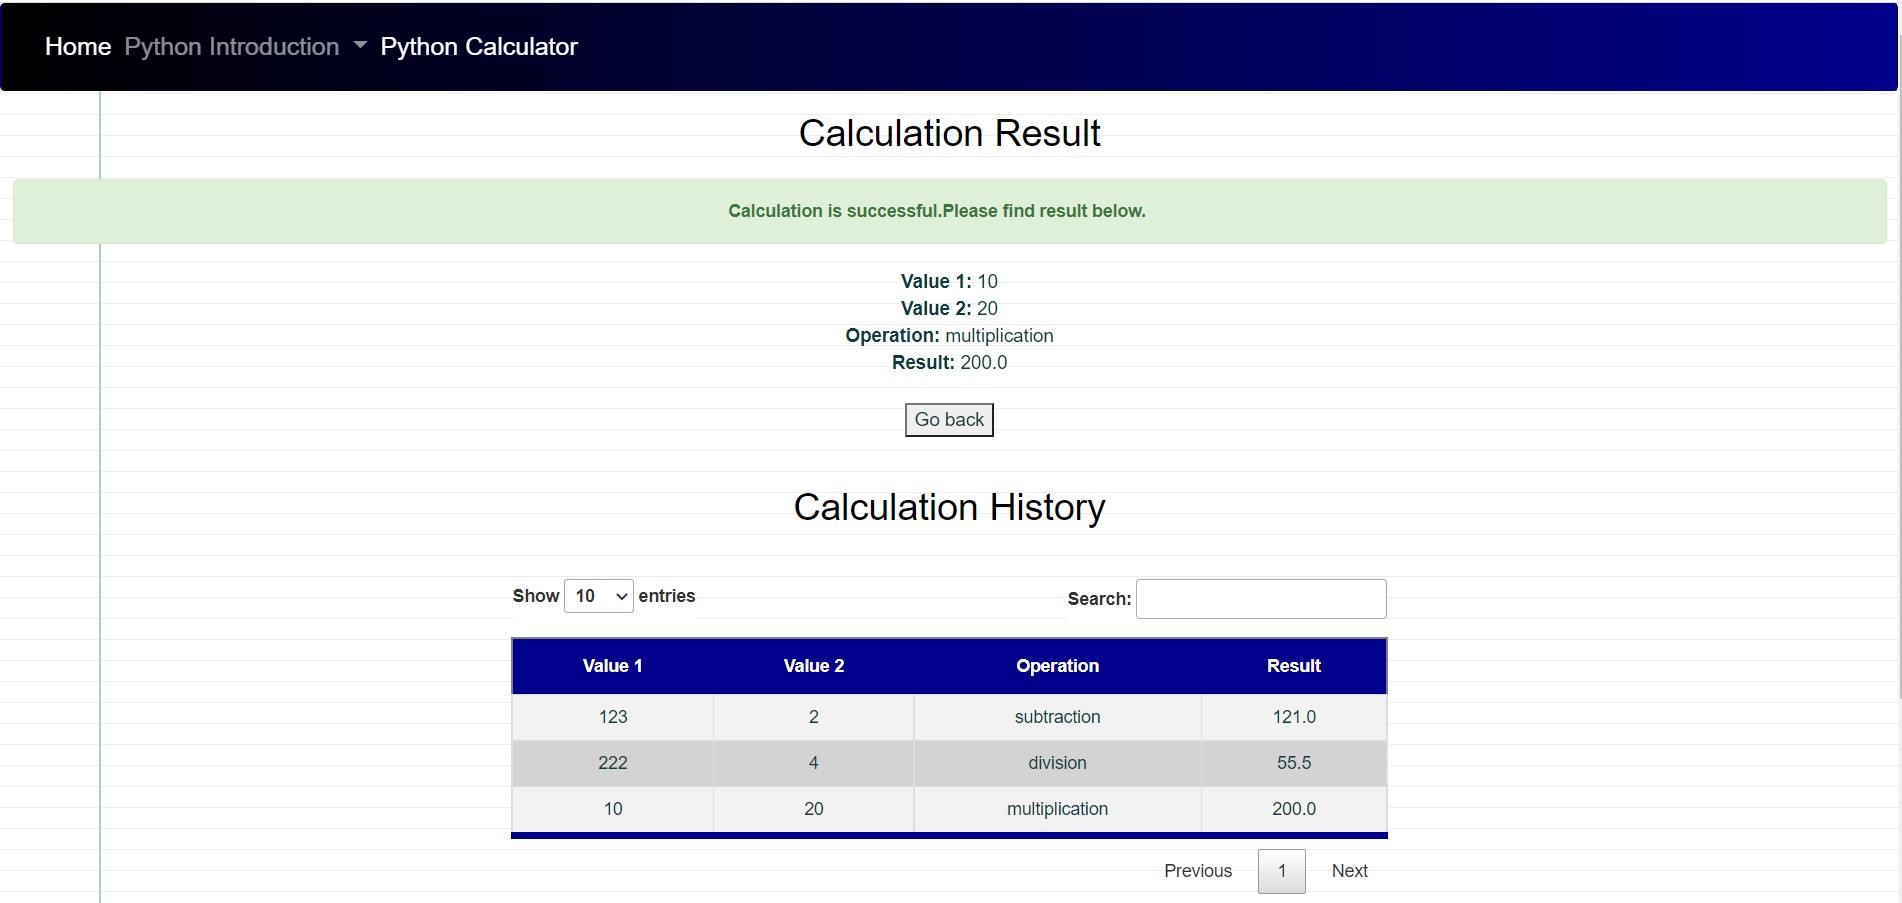 Home Python Introduction Python Calculator
Calculation Result
Calculation is successful.Please find result below.
Value 1: 10
Value 2: 20
Operation: multiplication
Result: 200.0
Go back
Calculation History
Show 10 entries Search:
Value 1 Value 2 Operation Result
123 2 subtraction 121.0
222 4 division 55.5
10 20 multiplication 200.0
Previous 1 Next